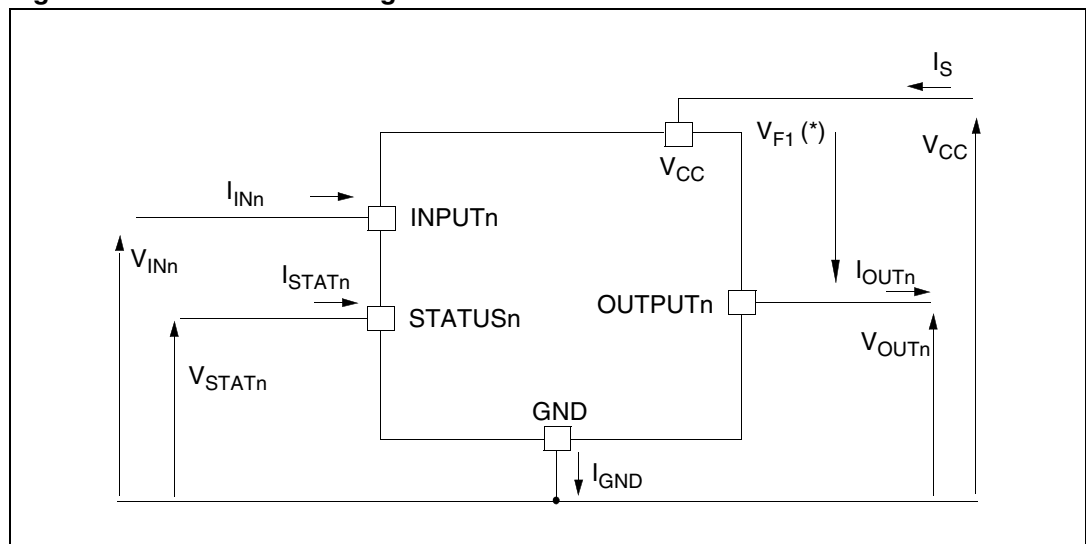 I_S
V_F1 (*)
V_CC
V_CC
I_INn
INPUTn
V_INn
I_STATn
I_OUTn
STATUSn
OUTPUTn
V_OUTn
V_STATn
GND
I_GND